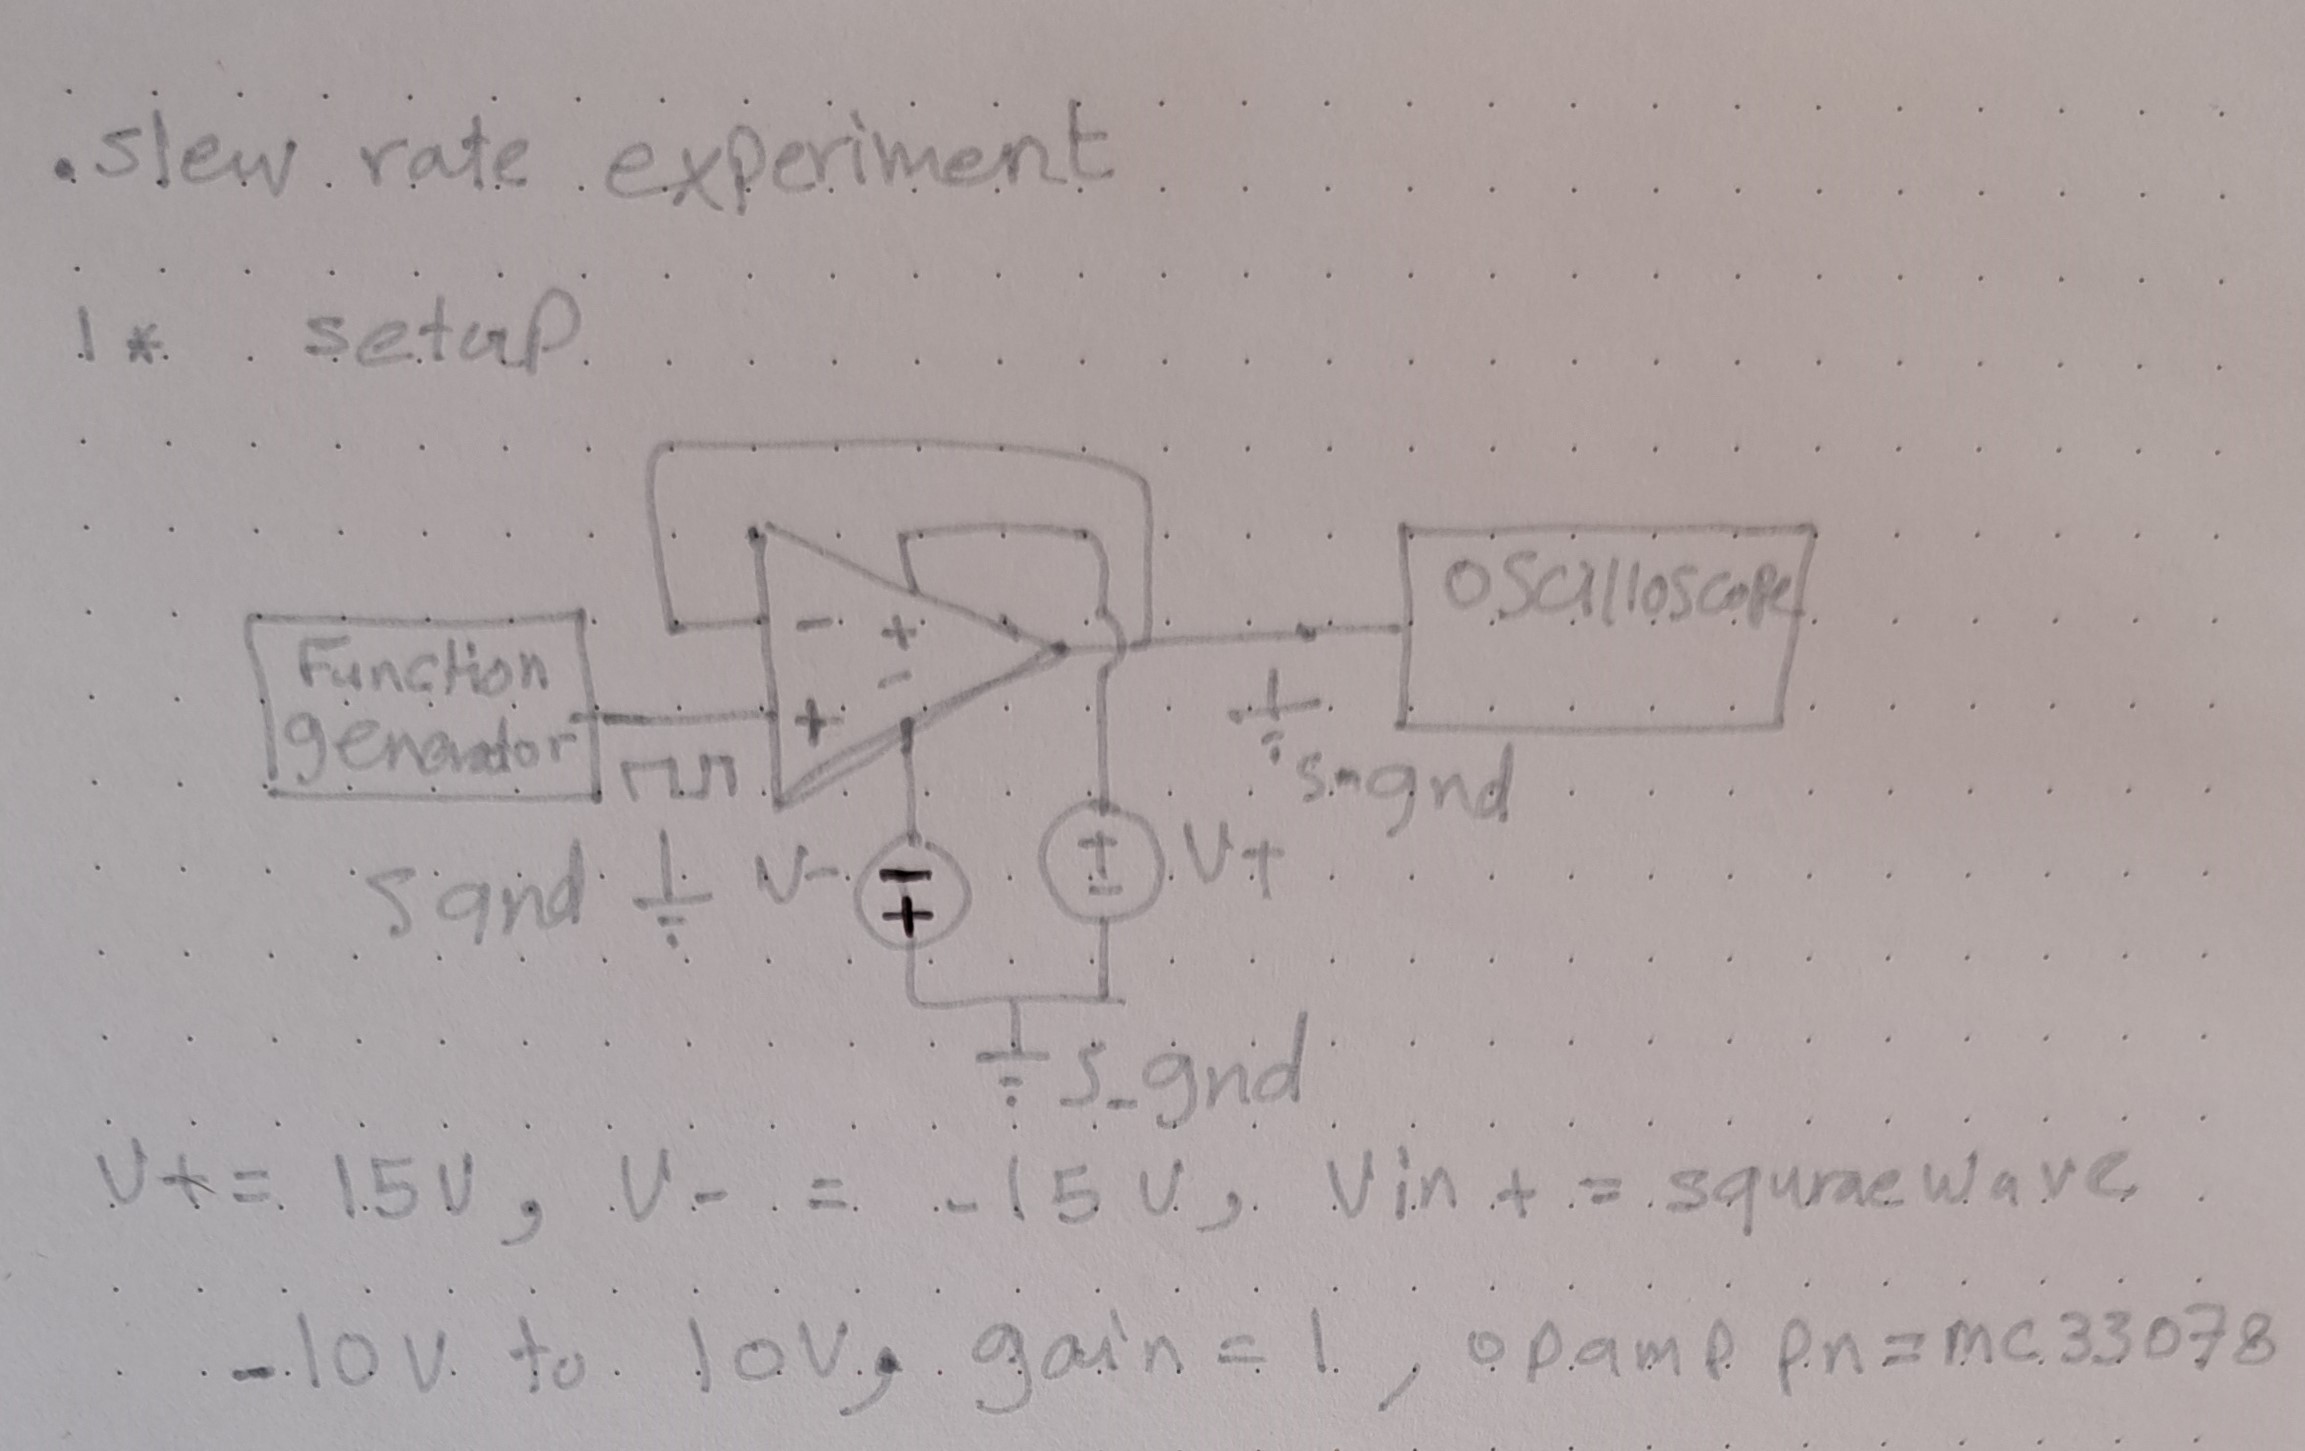 . slew rate experiment
1* setup
- +
-
+
Function
generator
oscilloscope
s-gnd
s gnd
V-
- +
+ -
V+
s_gnd
V+ = 15V, V- = -15V, Vin+ = squrae wave
-10V to 10V, gain = 1, opamp pn=mc33078